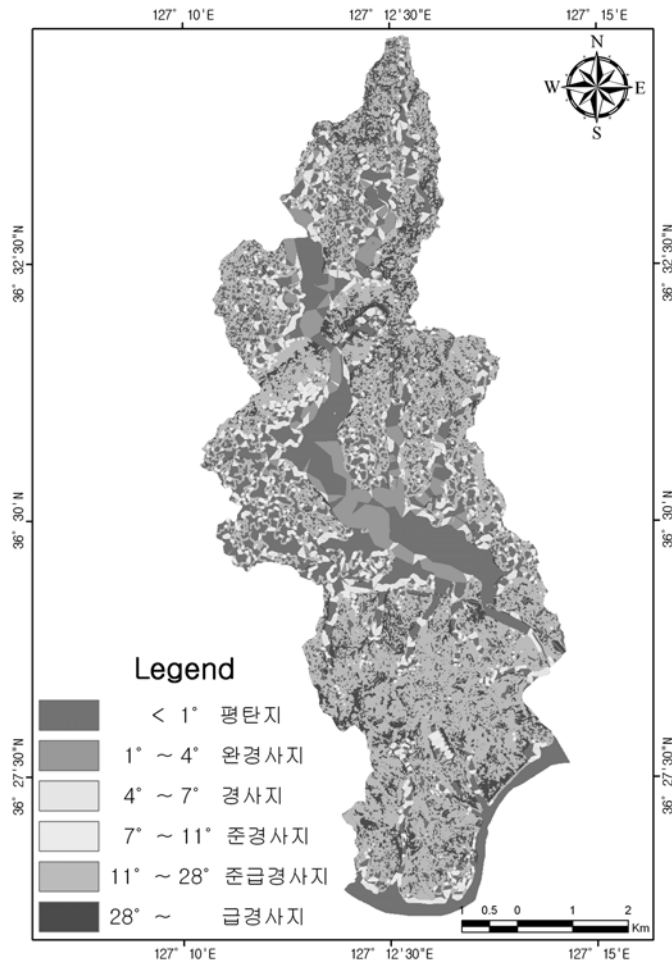 127° 10'E 127° 12'30"E 127° 15'E
N
W E
S
36° 32'30"N 36° 32'30"N
36° 30'N 36° 30'N
36° 27'30"N 36° 27'30"N
Legend
< 1° 평탄지
1° ~ 4° 완경사지
4° ~ 7° 경사지
7° ~ 11° 준경사지
11° ~ 28° 준급경사지
28° ~ 급경사지
1 0.5 0 1 2
Km
127° 10'E 127° 12'30"E 127° 15'E